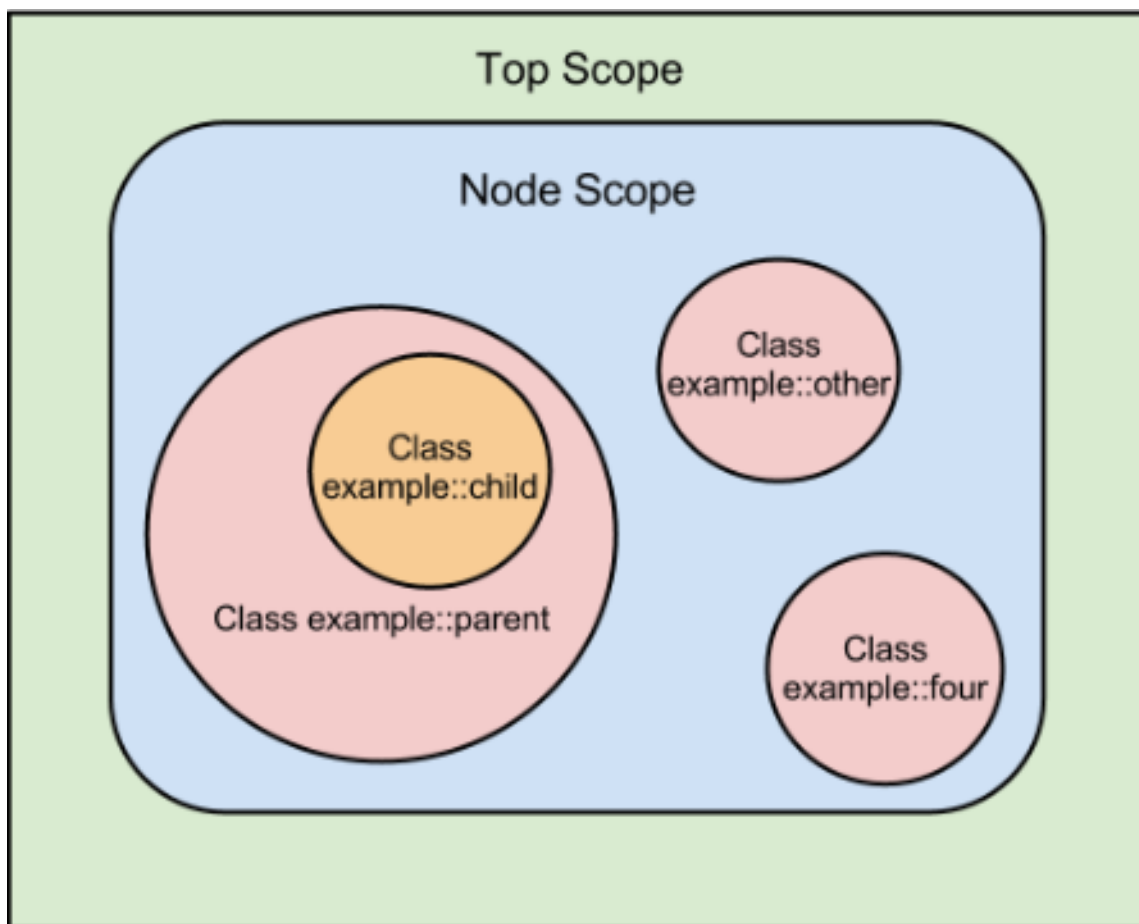 Top Scope
Node Scope
Class
example::other
Class
example::child
Class example::parent
Class
example::four